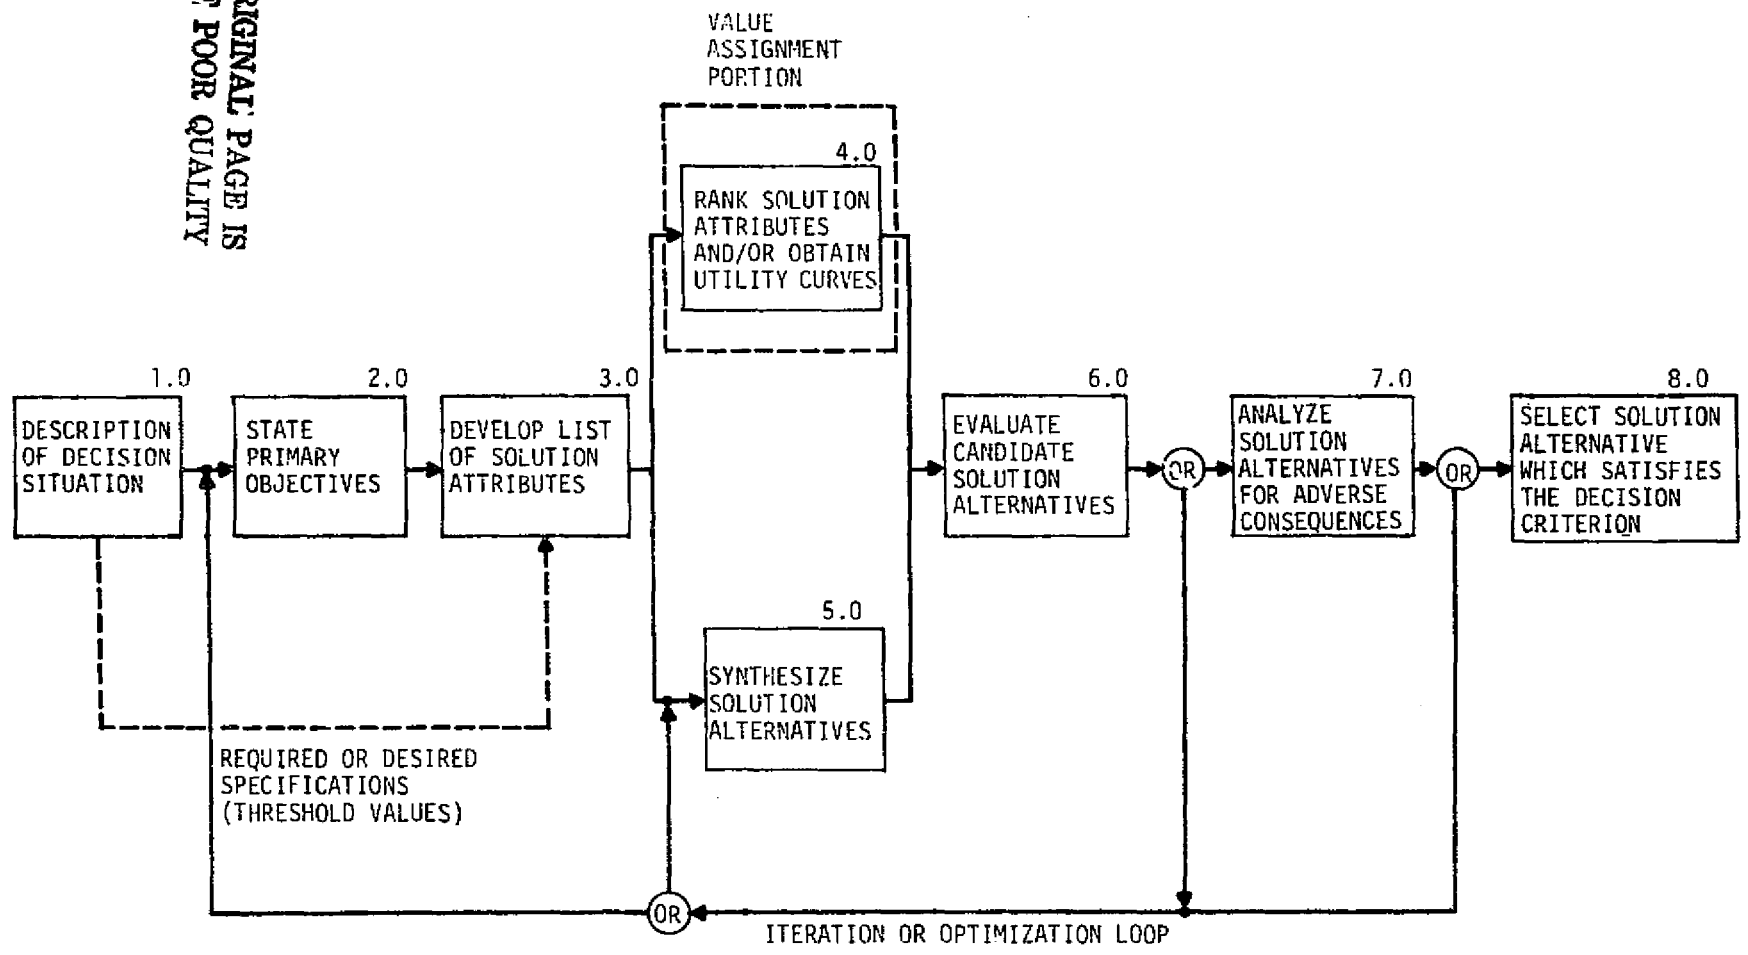 RIGINAL PAGE IS
POOR QUALITY
VALUE
ASSIGNMENT
PORTION
4.0
RANK SOLUTION
ATTRIBUTES
AND/OR OBTAIN
UTILITY CURVES
1.0
DESCRIPTION
OF DECISION
SITUATION
2.0
STATE
PRIMARY
OBJECTIVES
3.0
DEVELOP LIST
OF SOLUTION
ATTRIBUTES
6.0
EVALUATE
CANDIDATE
SOLUTION
ALTERNATIVES
OR
7.0
ANALYZE
SOLUTION
ALTERNATIVES
FOR ADVERSE
CONSEQUENCES
OR
8.0
SELECT SOLUTION
ALTERNATIVE
WHICH SATISFIES
THE DECISION
CRITERION
5.0
SYNTHESIZE
SOLUTION
ALTERNATIVES
REQUIRED OR DESIRED
SPECIFICATIONS
(THRESHOLD VALUES)
OR
ITERATION OR OPTIMIZATION LOOP